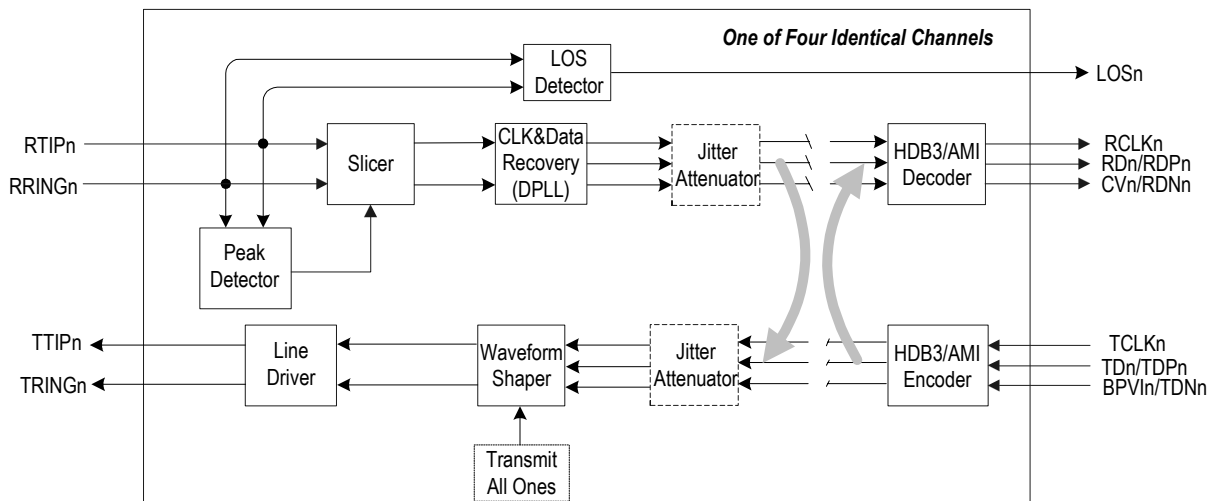 One of Four Identical Channels
LOS
Detector
LOSn
RTIPn
RRINGn
Slicer
CLK&Data
Recovery
(DPLL)
Jitter
Attenuator
HDB3/AMI
Decoder
RCLKn
RDn/RDPn
CVn/RDNn
Peak
Detector
TTIPn
TRINGn
Line
Driver
Waveform
Shaper
Jitter
Attenuator
HDB3/AMI
Encoder
TCLKn
TDn/TDPn
BPVIn/TDNn
Transmit
All Ones